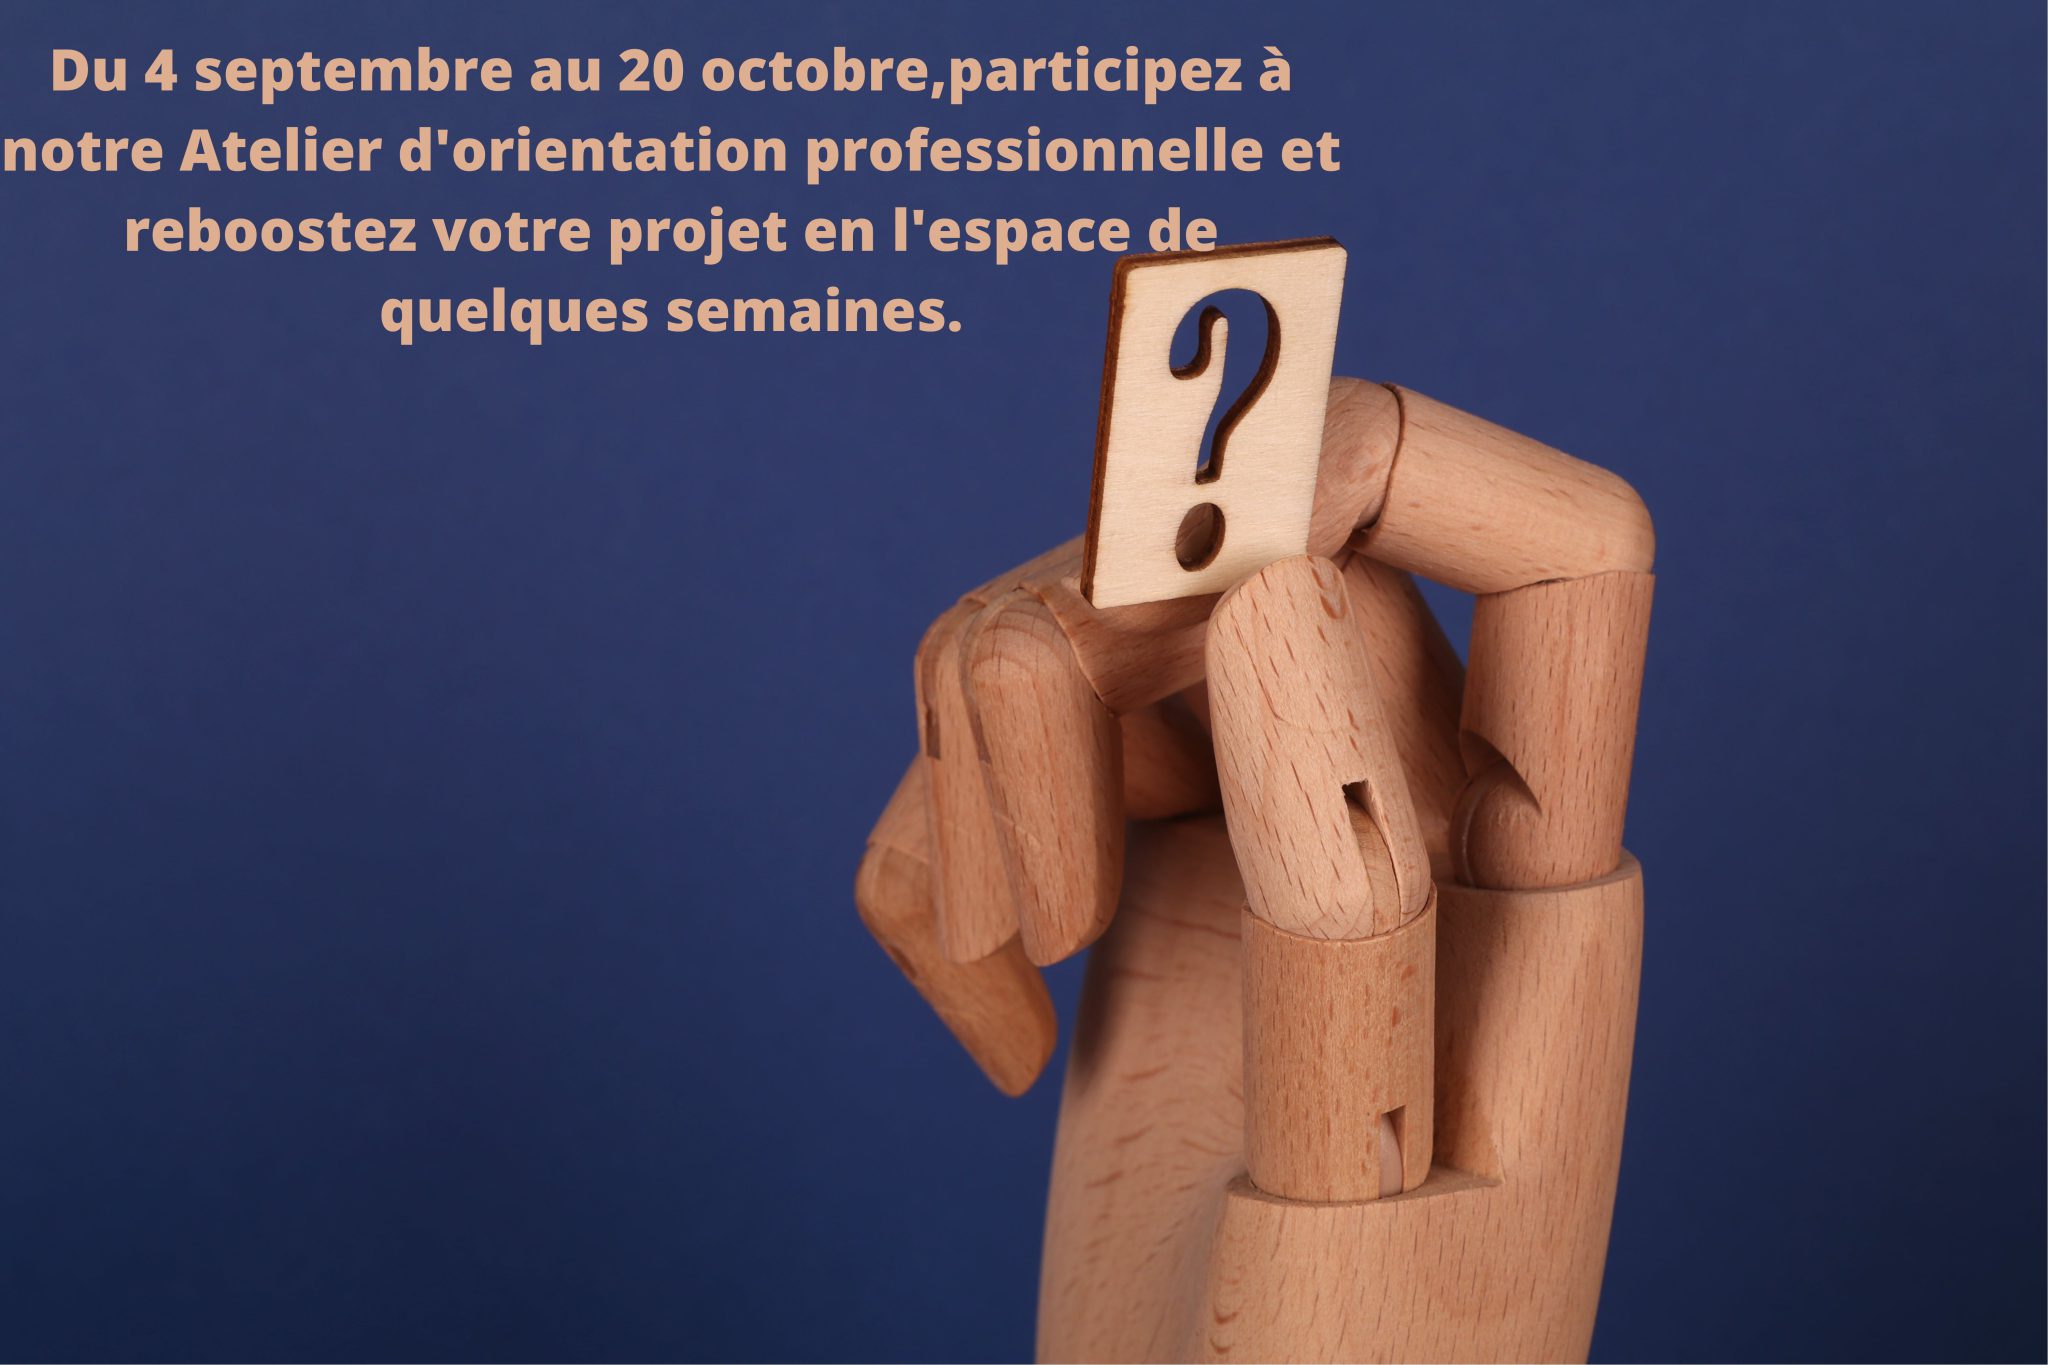 Du 4 septembre au 20 octobre,participez à
notre Atelier d'orientation professionnelle et
reboostez votre projet en l'espace de
quelques semaines.
?